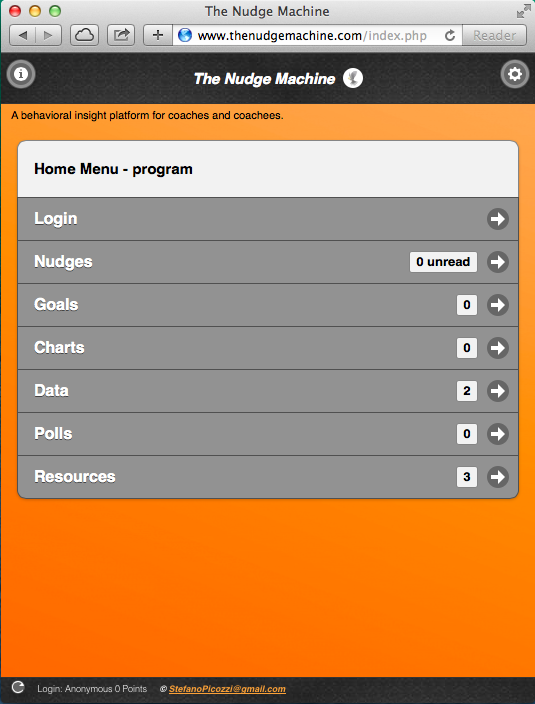 The Nudge Machine
www.thenudgemachine.com/index.php Reader
The Nudge Machine
A behavioral insight platform for coaches and coachees.
Home Menu - program
Login
Nudges 0 unread
Goals 0
Charts 0
Data 2
Polls 0
Resources 3
Login: Anonymous 0 Points © StefanoPicozzi@gmail.com